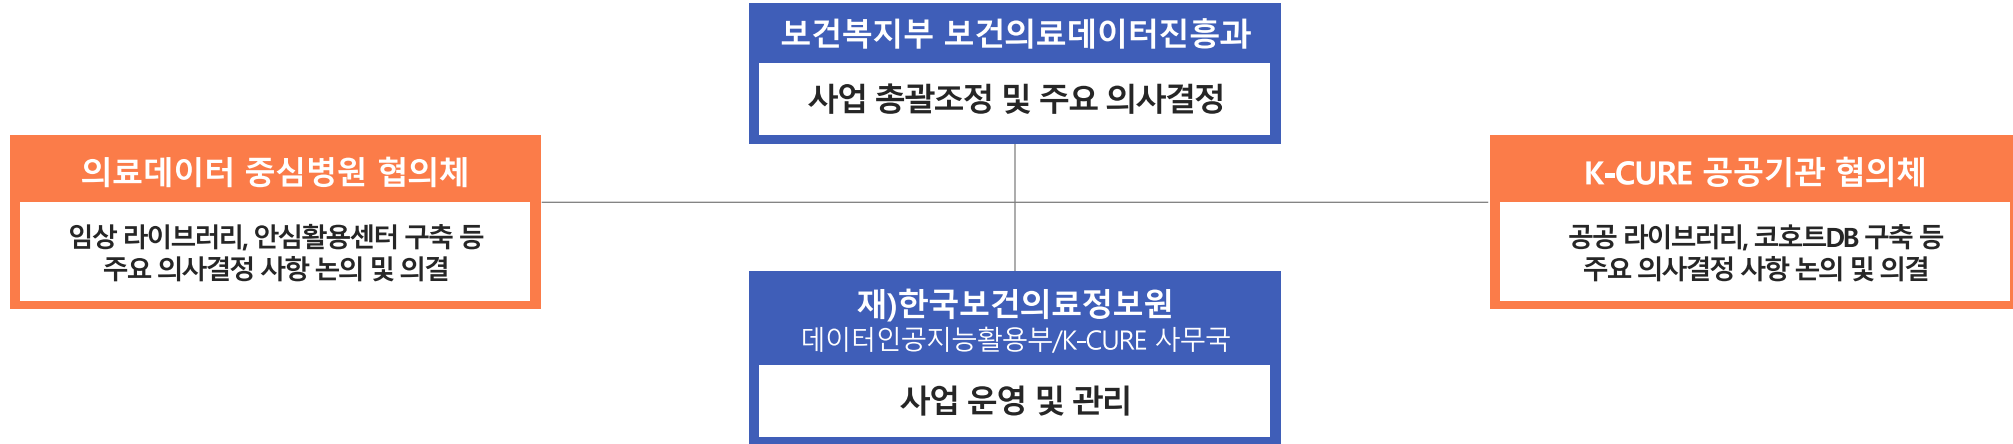 보건복지부 보건의료데이터진흥과
사업 총괄조정 및 주요 의사결정
의료데이터 중심병원 협의체
임상 라이브러리, 안심활용센터 구축 등
주요 의사결정 사항 논의 및 의결
K-CURE 공공기관 협의체
공공 라이브러리, 코호트DB 구축 등
주요 의사결정 사항 논의 및 의결
재)한국보건의료정보원
데이터인공지능활용부/K-CURE 사무국
사업 운영 및 관리